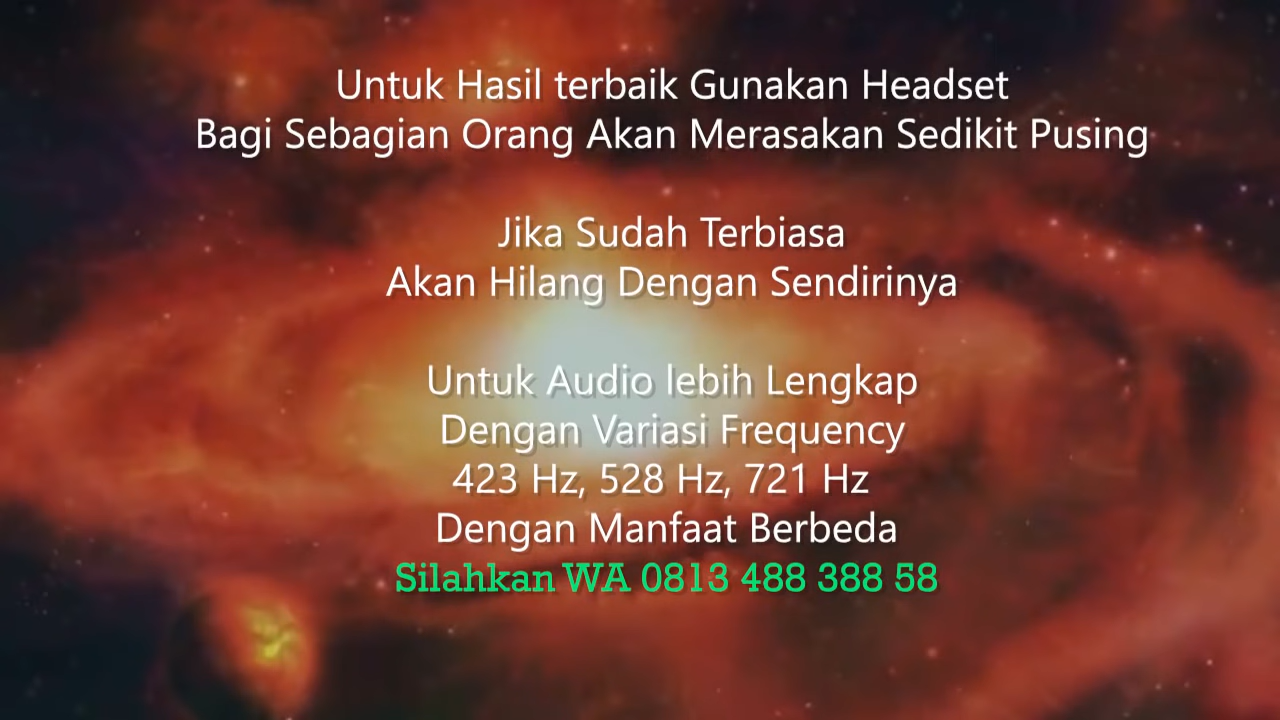 Untuk Hasil terbaik Gunakan Headset
Bagi Sebagian Orang Akan Merasakan Sedikit Pusing
Jika Sudah Terbiasa
Akan Hilang Dengan Sendirinya
Untuk Audio lebih Lengkap
Dengan Variasi Frequency
423 Hz, 528 Hz, 721 Hz
Dengan Manfaat Berbeda
Silahkan WA 0813 488 388 58